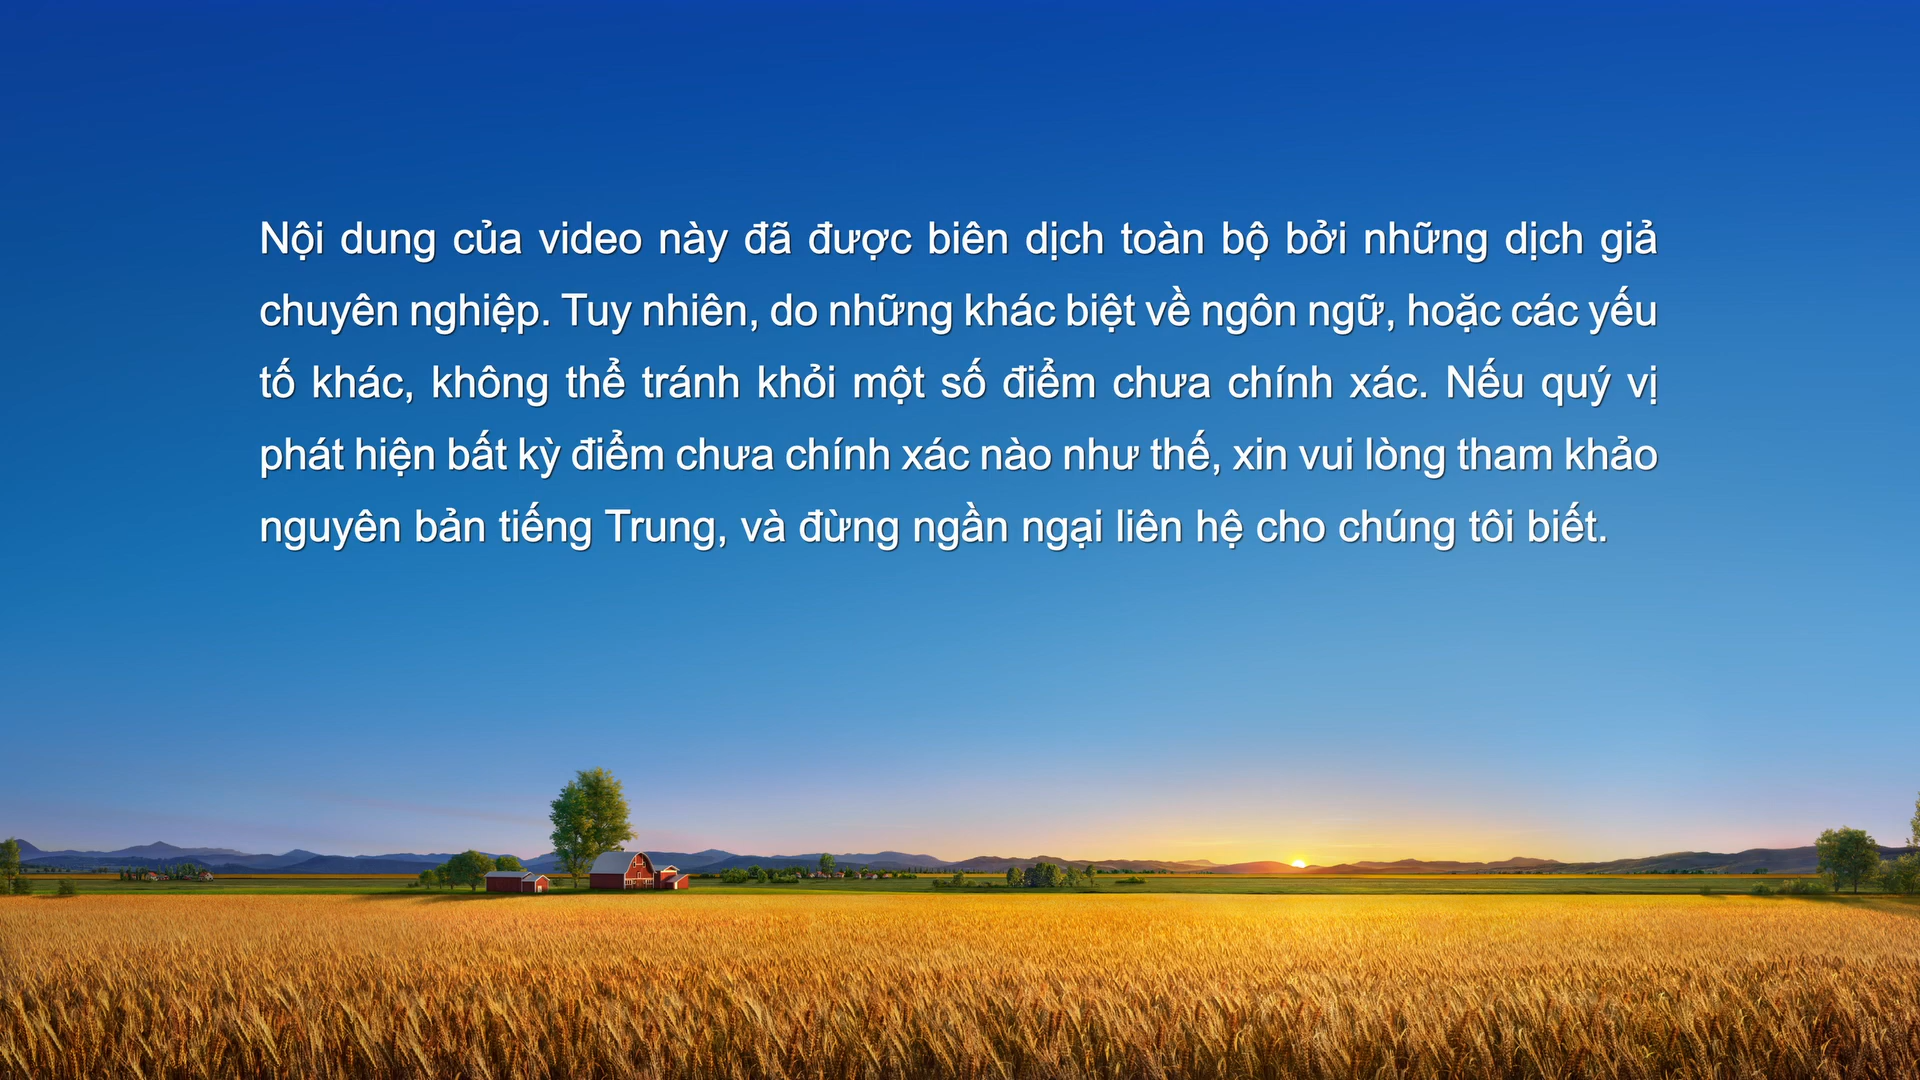 Nội dung của video này đã được biên dịch toàn bộ bởi những dịch giả
chuyên nghiệp. Tuy nhiên, do những khác biệt về ngôn ngữ, hoặc các yếu
tố khác, không thể tránh khỏi một số điểm chưa chính xác. Nếu quý vị
phát hiện bất kỳ điểm chưa chính xác nào như thế, xin vui lòng tham khảo
nguyên bản tiếng Trung, và đừng ngần ngại liên hệ cho chúng tôi biết.